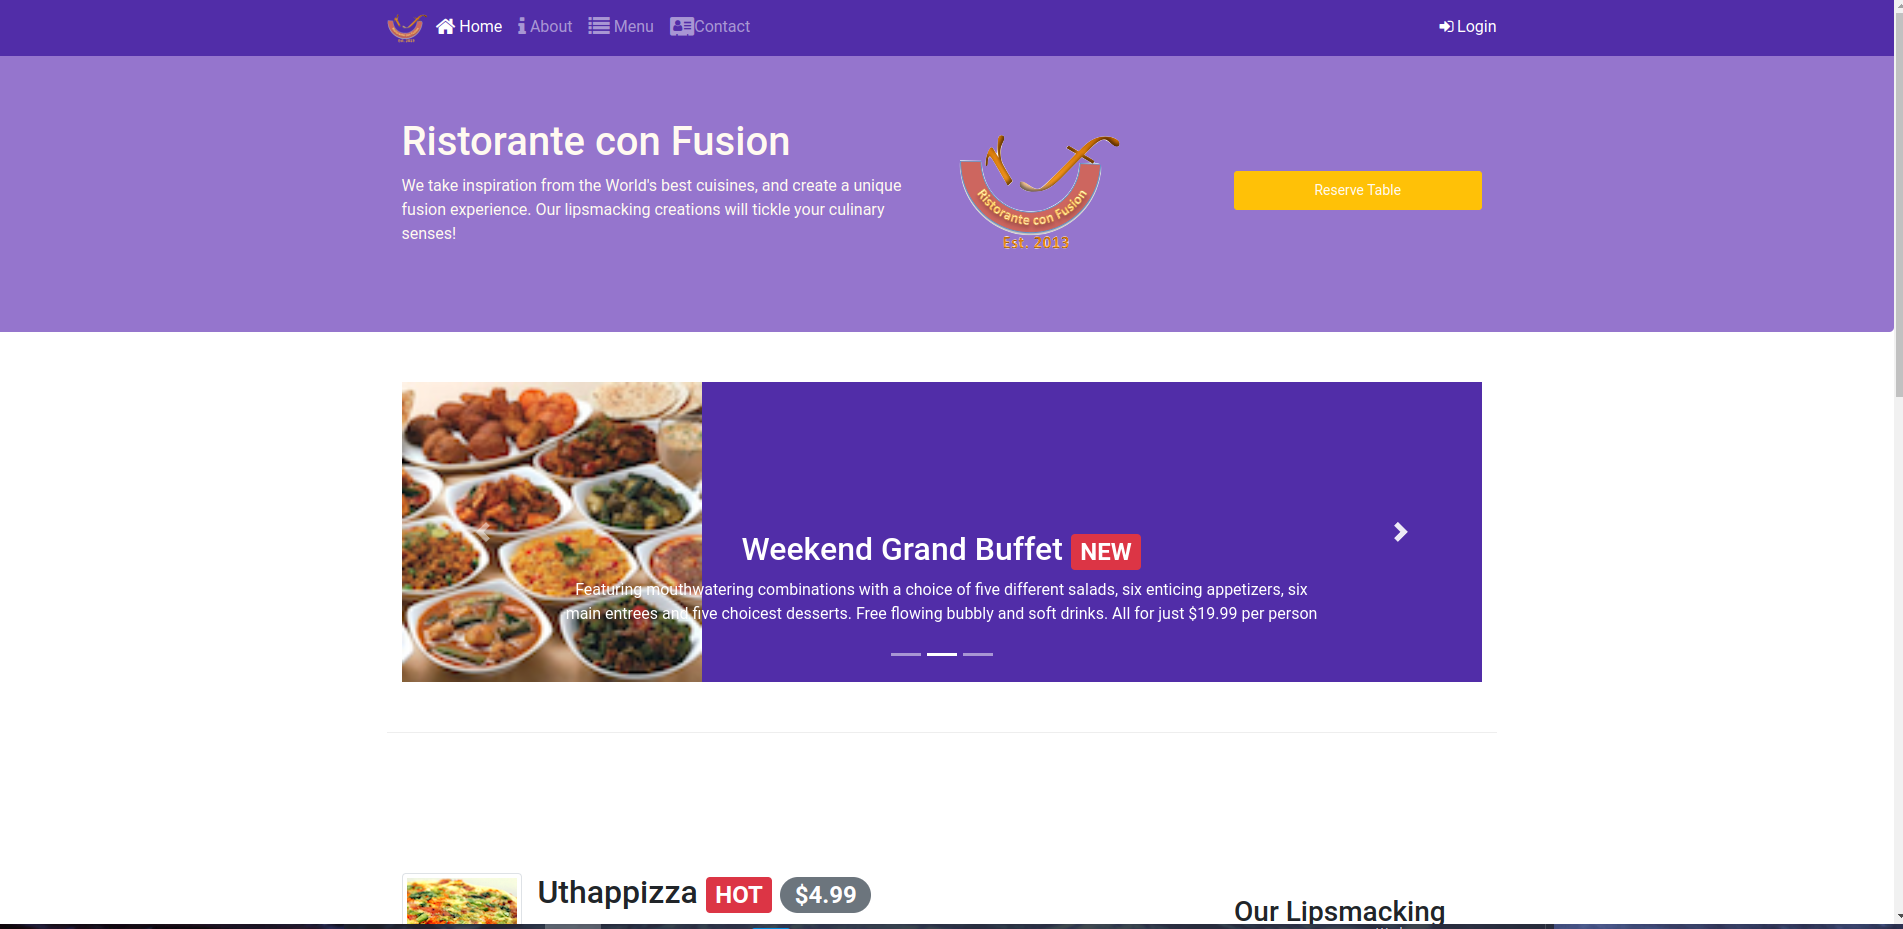 Home About Menu Contact Login
Ristorante con Fusion
We take inspiration from the World's best cuisines, and create a unique
fusion experience. Our lipsmacking creations will tickle your culinary
senses!
Ristorante con Fusion
Est. 2013
Reserve Table
Weekend Grand Buffet NEW
Featuring mouthwatering combinations with a choice of five different salads, six enticing appetizers, six
main entrees and five choicest desserts. Free flowing bubbly and soft drinks. All for just $19.99 per person
Uthappizza HOT $4.99
Our Lipsmacking